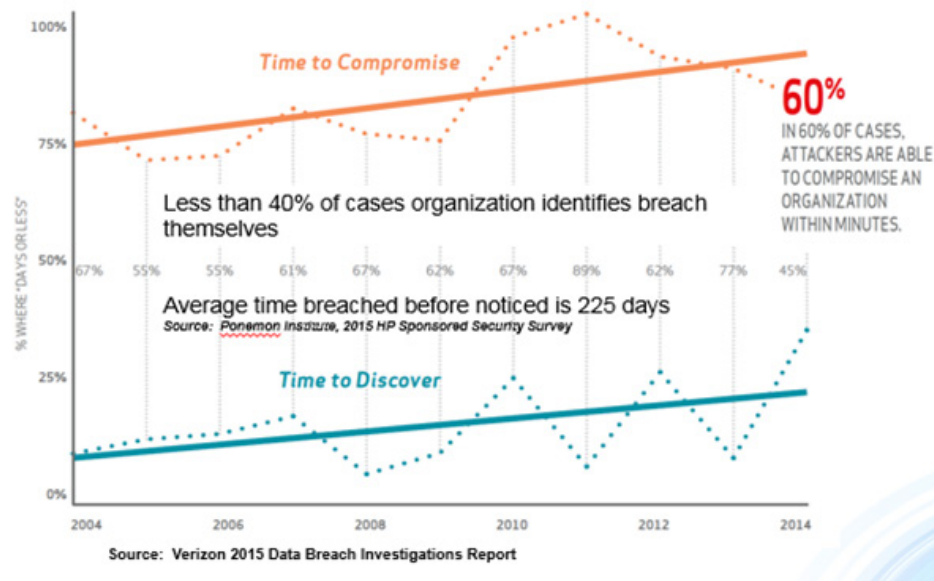 100%
Time to Compromise
60%
IN 60% OF CASES,
ATTACKERS ARE ABLE
TO COMPROMISE AN
ORGANIZATION
WITHIN MINUTES.
75%
Less than 40% of cases organization identifies breach
themselves
% WHERE "DAYS OR LESS"
50%
67% 55% 55% 61% 67% 62% 67% 89% 62% 77% 45%
Average time breached before noticed is 225 days
Source: Ponemon Institute, 2015 HP Sponsored Security Survey
25%
Time to Discover
0%
2004 2006 2008 2010 2012 2014
Source: Verizon 2015 Data Breach Investigations Report